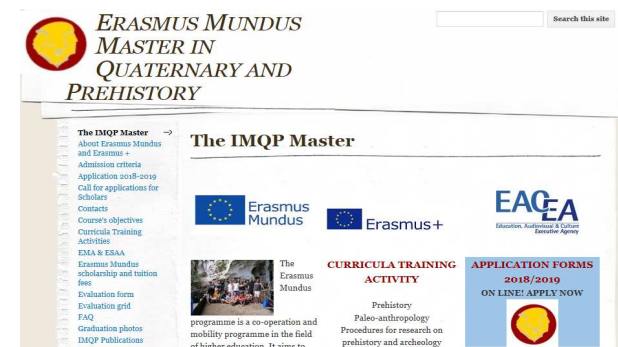 ERASMUS MUNDUS
MASTER IN
QUATERNARY AND
PREHISTORY
Search this site
The IMQP Master
About Erasmus Mundus
and Erasmus +
Admission criteria
Application 2018-2019
Call for applications for
Scholars
Contacts
Course's objectives
Curricula Training
Activities
EMA & ESAA
Erasmus Mundus
scholarship and tuition
fees
Evaluation form
Evaluation grid
FAQ
Graduation photos
IMQP Publications
The IMQP Master
Erasmus
Mundus
Erasmus+
EACEA
Education, Audiovisual & Culture
Executive Agency
The
Erasmus
Mundus
programme is a co-operation and
mobility programme in the field
of higher education. It aims to
CURRICULA TRAINING
ACTIVITY
Prehistory
Paleo-anthropology
Procedures for research on
prehistory and archeology
APPLICATION FORMS
2018/2019
ON LINE! APPLY NOW